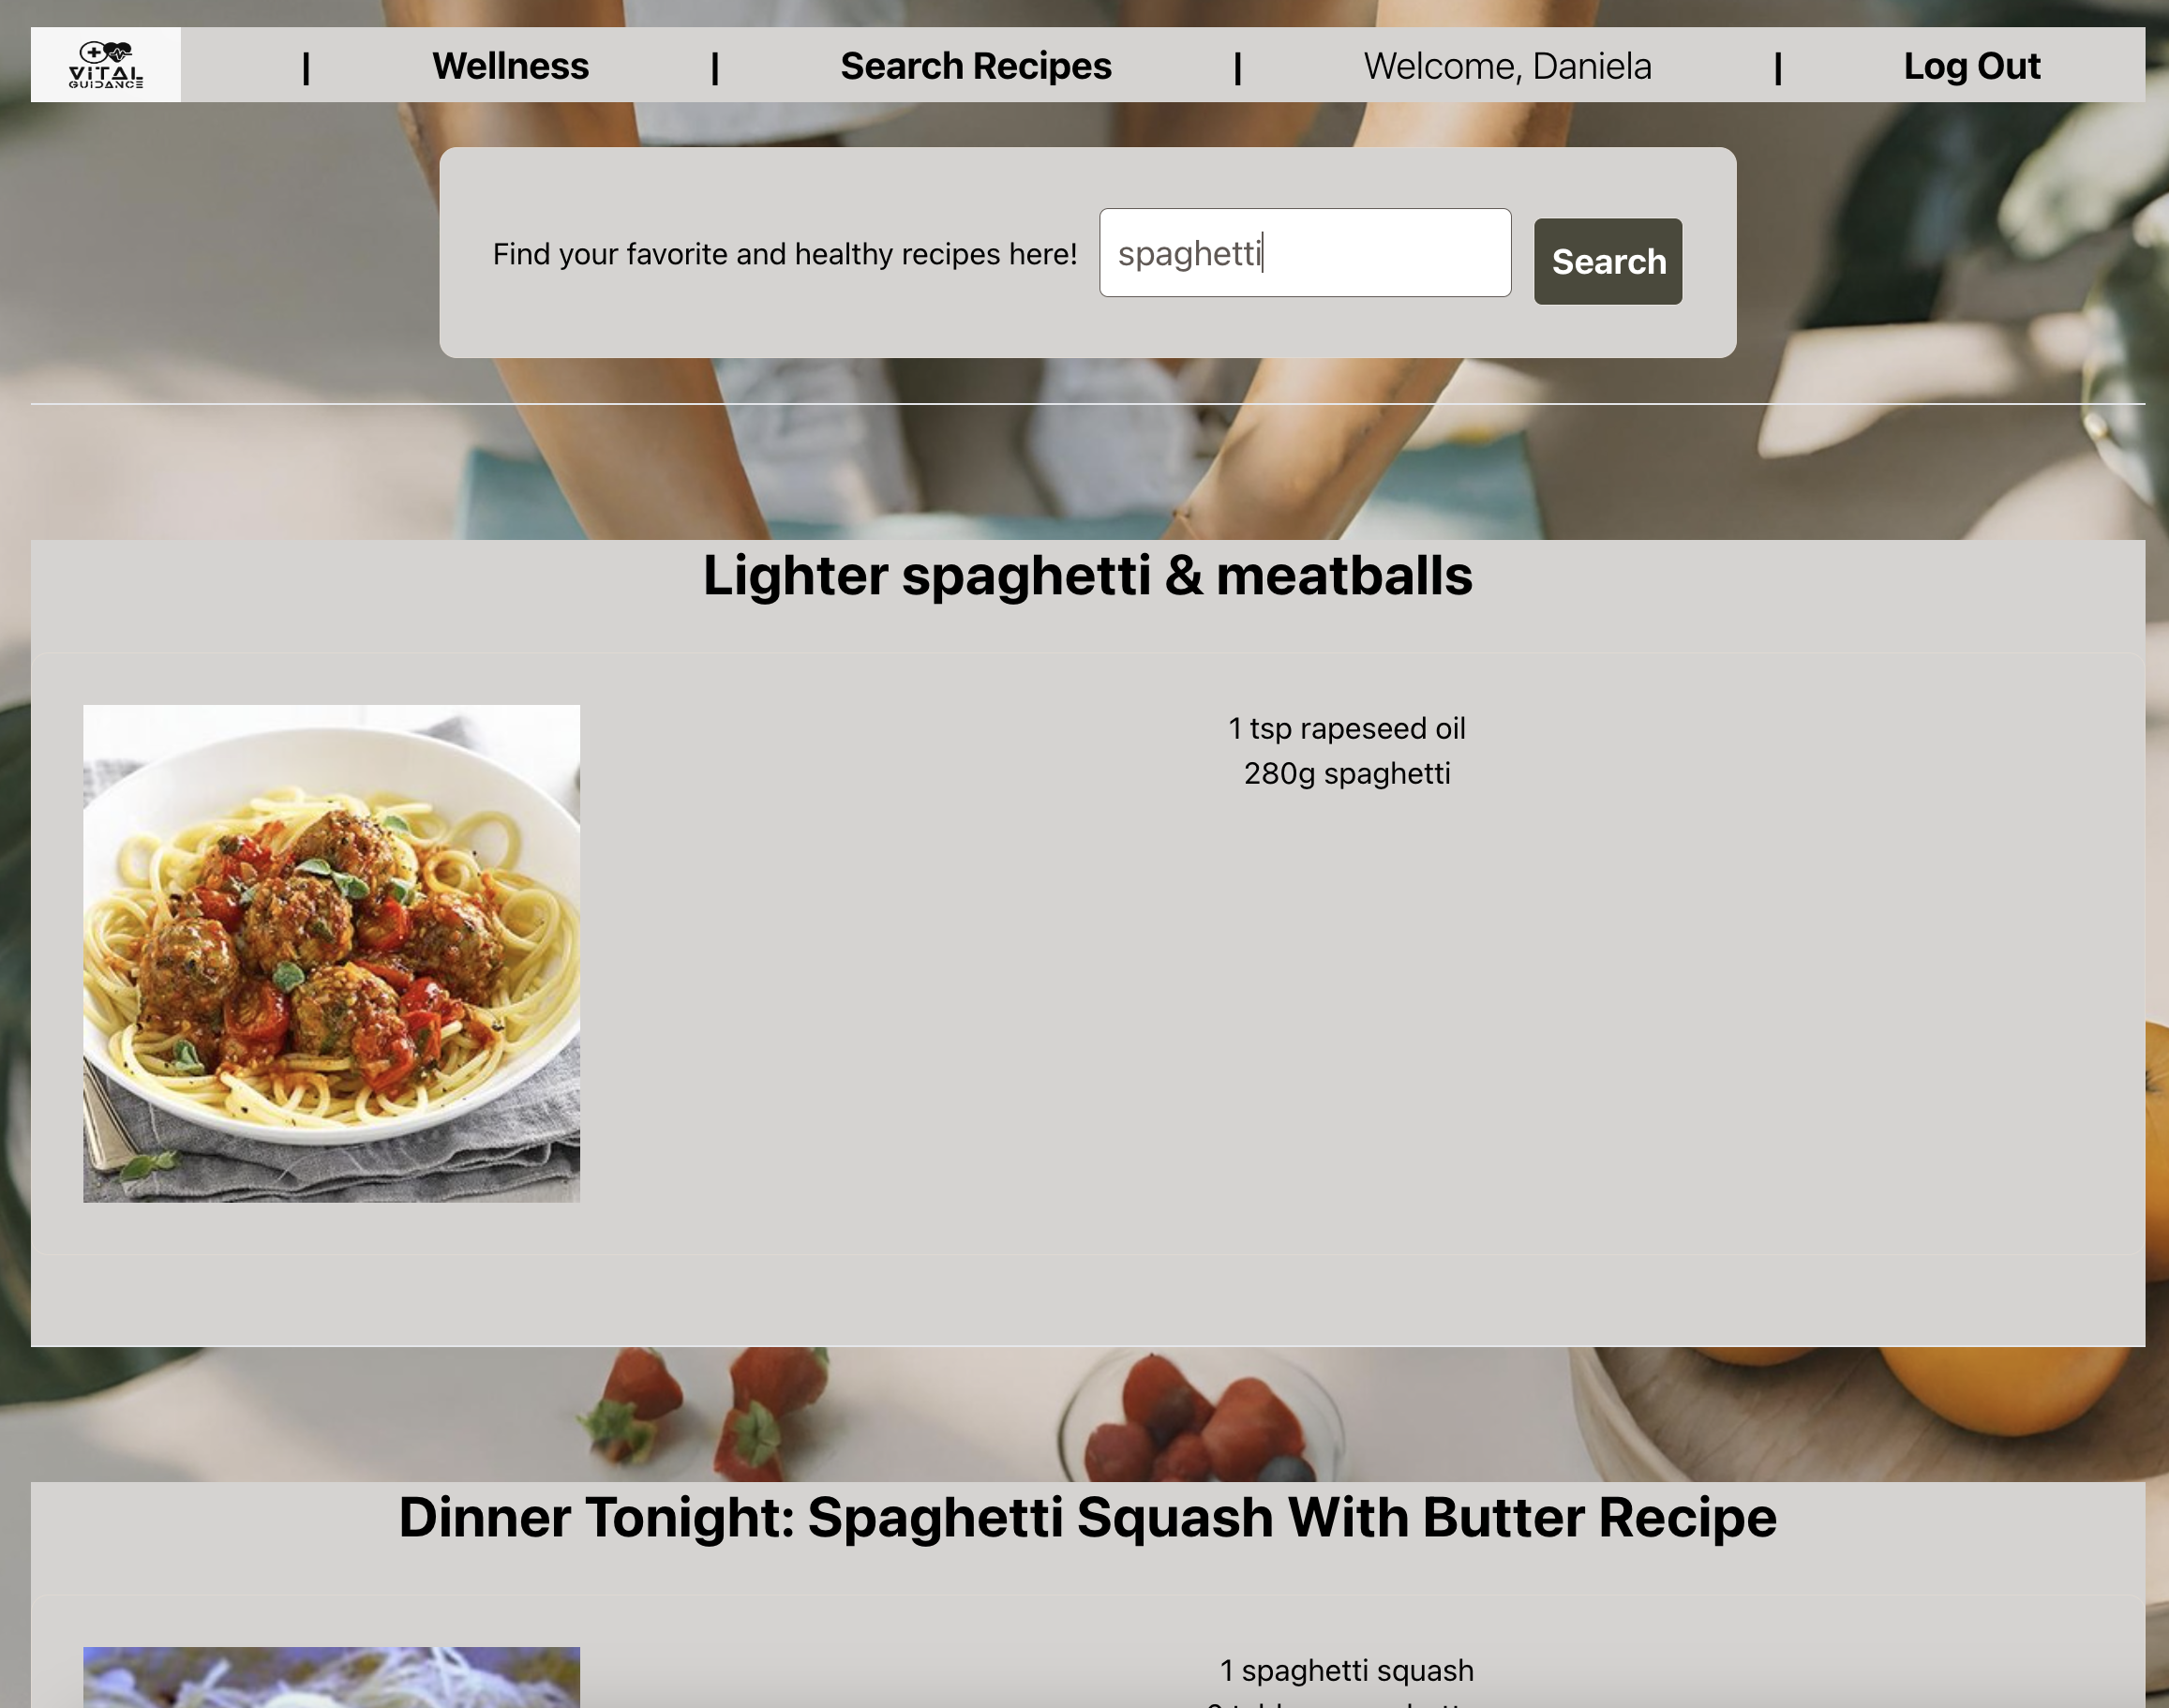 VITAL
GUIDANCE
| Wellness | Search Recipes | Welcome, Daniela | Log Out
Find your favorite and healthy recipes here! spaghetti Search
Lighter spaghetti & meatballs
1 tsp rapeseed oil
280g spaghetti
Dinner Tonight: Spaghetti Squash With Butter Recipe
1 spaghetti squash